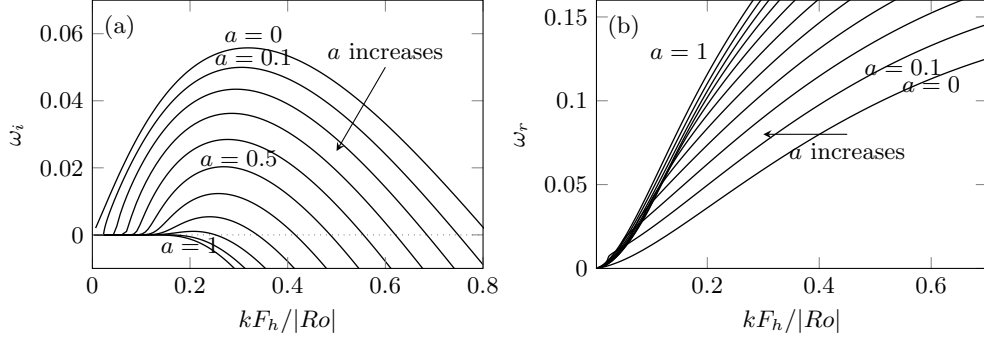 (a)
0.06
0.04
0.02
0
ω_i
a = 0
a = 0.1
a increases
a = 0.5
a = 1
0
0.2
0.4
0.6
0.8
kF_h/|Ro|
(b)
0.15
0.1
0.05
0
ω_r
a = 1
a = 0.1
a = 0
a increases
0.2
0.4
0.6
kF_h/|Ro|